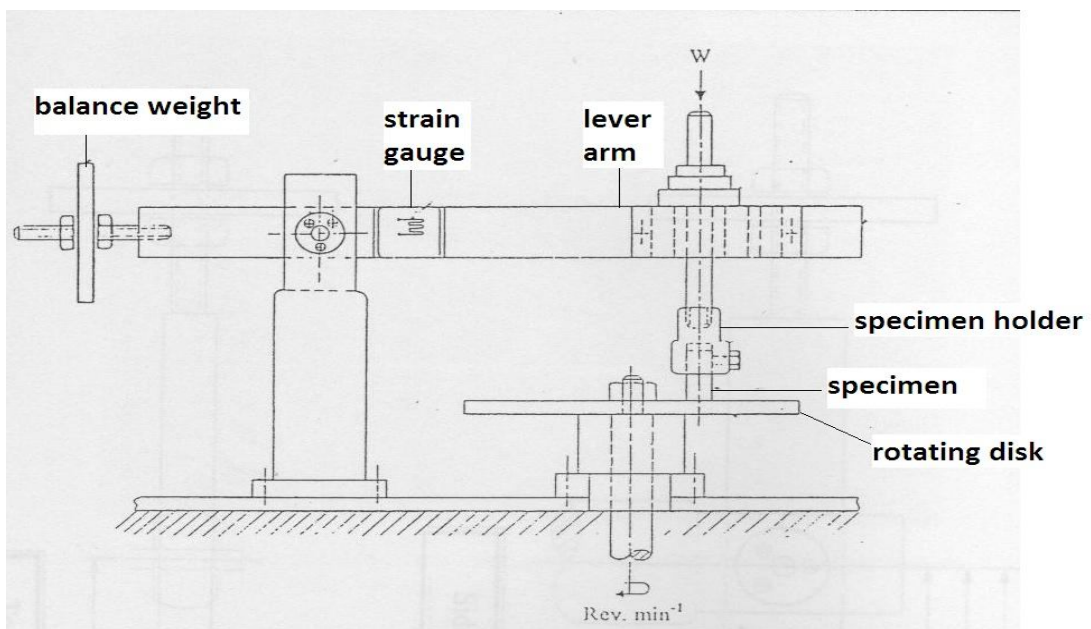 W
balance weight
strain
gauge
lever
arm
specimen holder
specimen
rotating disk
Rev. min⁻¹